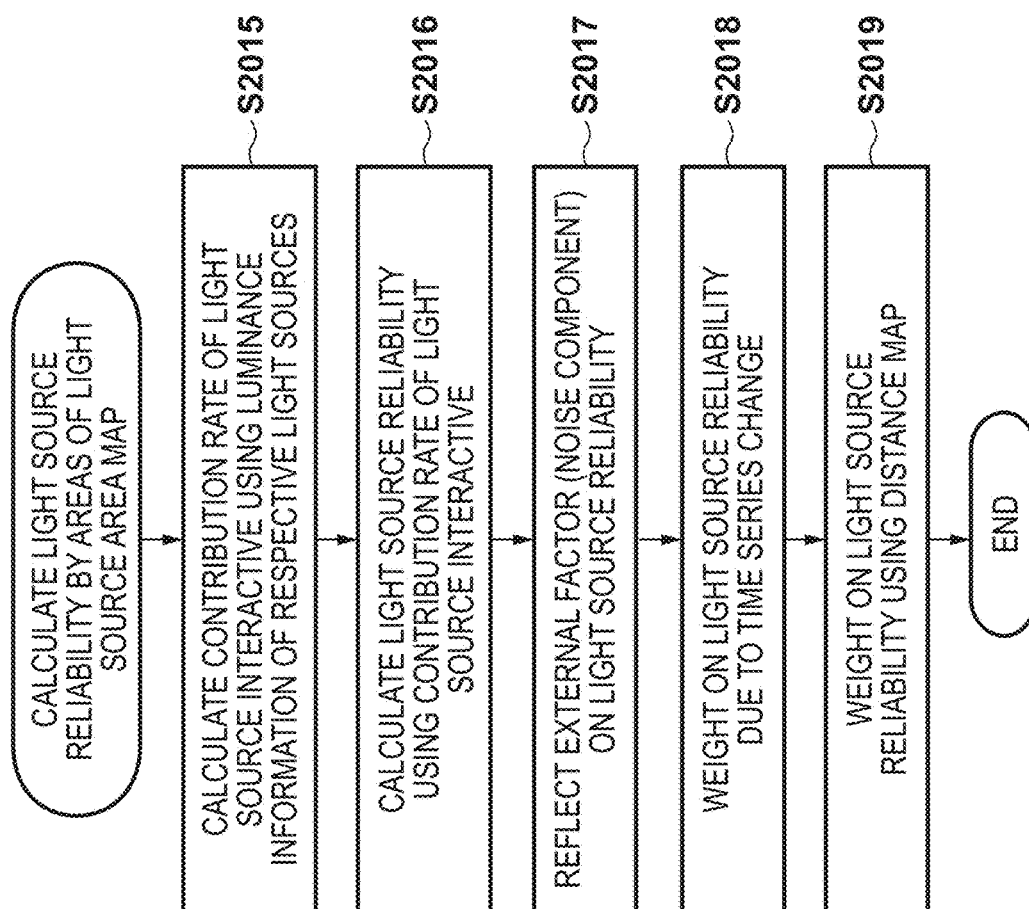 CALCULATE LIGHT SOURCE
RELIABILITY BY AREAS OF LIGHT
SOURCE AREA MAP
CALCULATE CONTRIBUTION RATE OF LIGHT
SOURCE INTERACTIVE USING LUMINANCE
INFORMATION OF RESPECTIVE LIGHT SOURCES
S2015
CALCULATE LIGHT SOURCE RELIABILITY
USING CONTRIBUTION RATE OF LIGHT
SOURCE INTERACTIVE
S2016
REFLECT EXTERNAL FACTOR (NOISE COMPONENT)
ON LIGHT SOURCE RELIABILITY
S2017
WEIGHT ON LIGHT SOURCE RELIABILITY
DUE TO TIME SERIES CHANGE
S2018
WEIGHT ON LIGHT SOURCE
RELIABILITY USING DISTANCE MAP
S2019
END